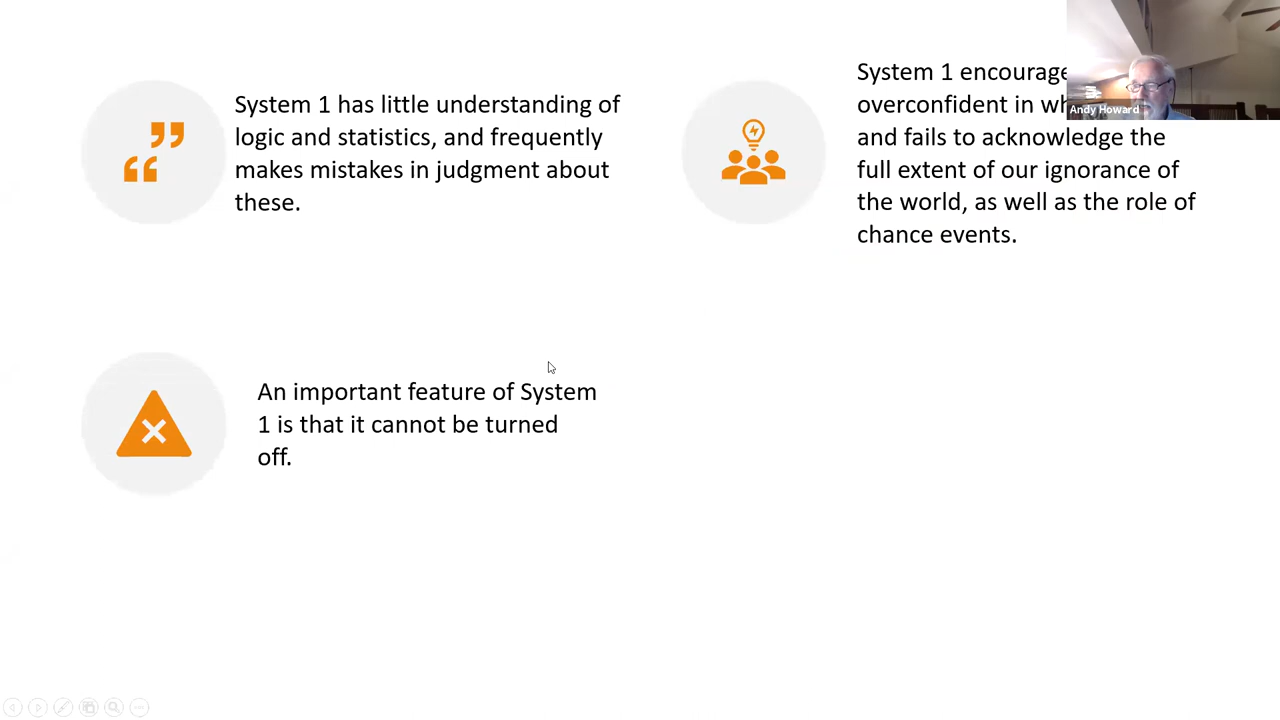 System 1 has little understanding of
logic and statistics, and frequently
makes mistakes in judgment about
these.
System 1 encourage
overconfident in wh
and fails to acknowledge the
full extent of our ignorance of
the world, as well as the role of
chance events.
Andy Howard
An important feature of System
1 is that it cannot be turned
off.